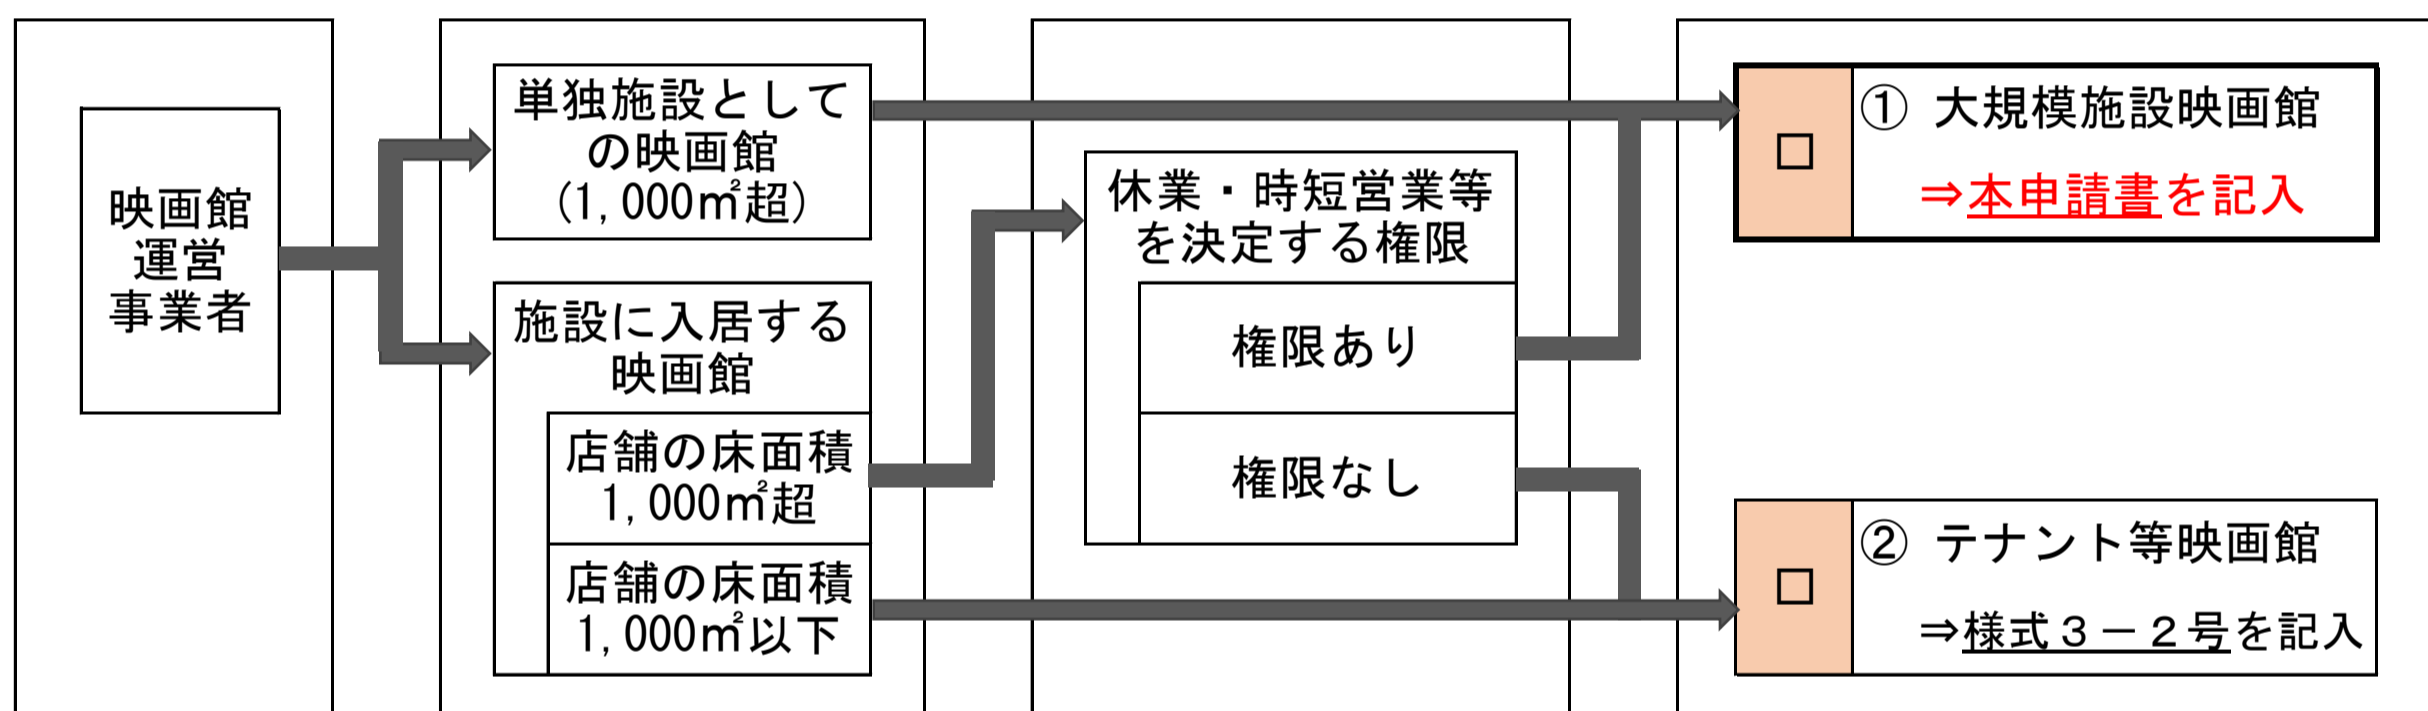 映画館
運営
事業者
単独施設として
の映画館
(1,000㎡超)
施設に入居する
映画館
店舗の床面積
1,000㎡超
店舗の床面積
1,000㎡以下
休業・時短営業等
を決定する権限
権限あり
権限なし
□
① 大規模施設映画館
⇒本申請書を記入
□
② テナント等映画館
⇒様式３－２号を記入